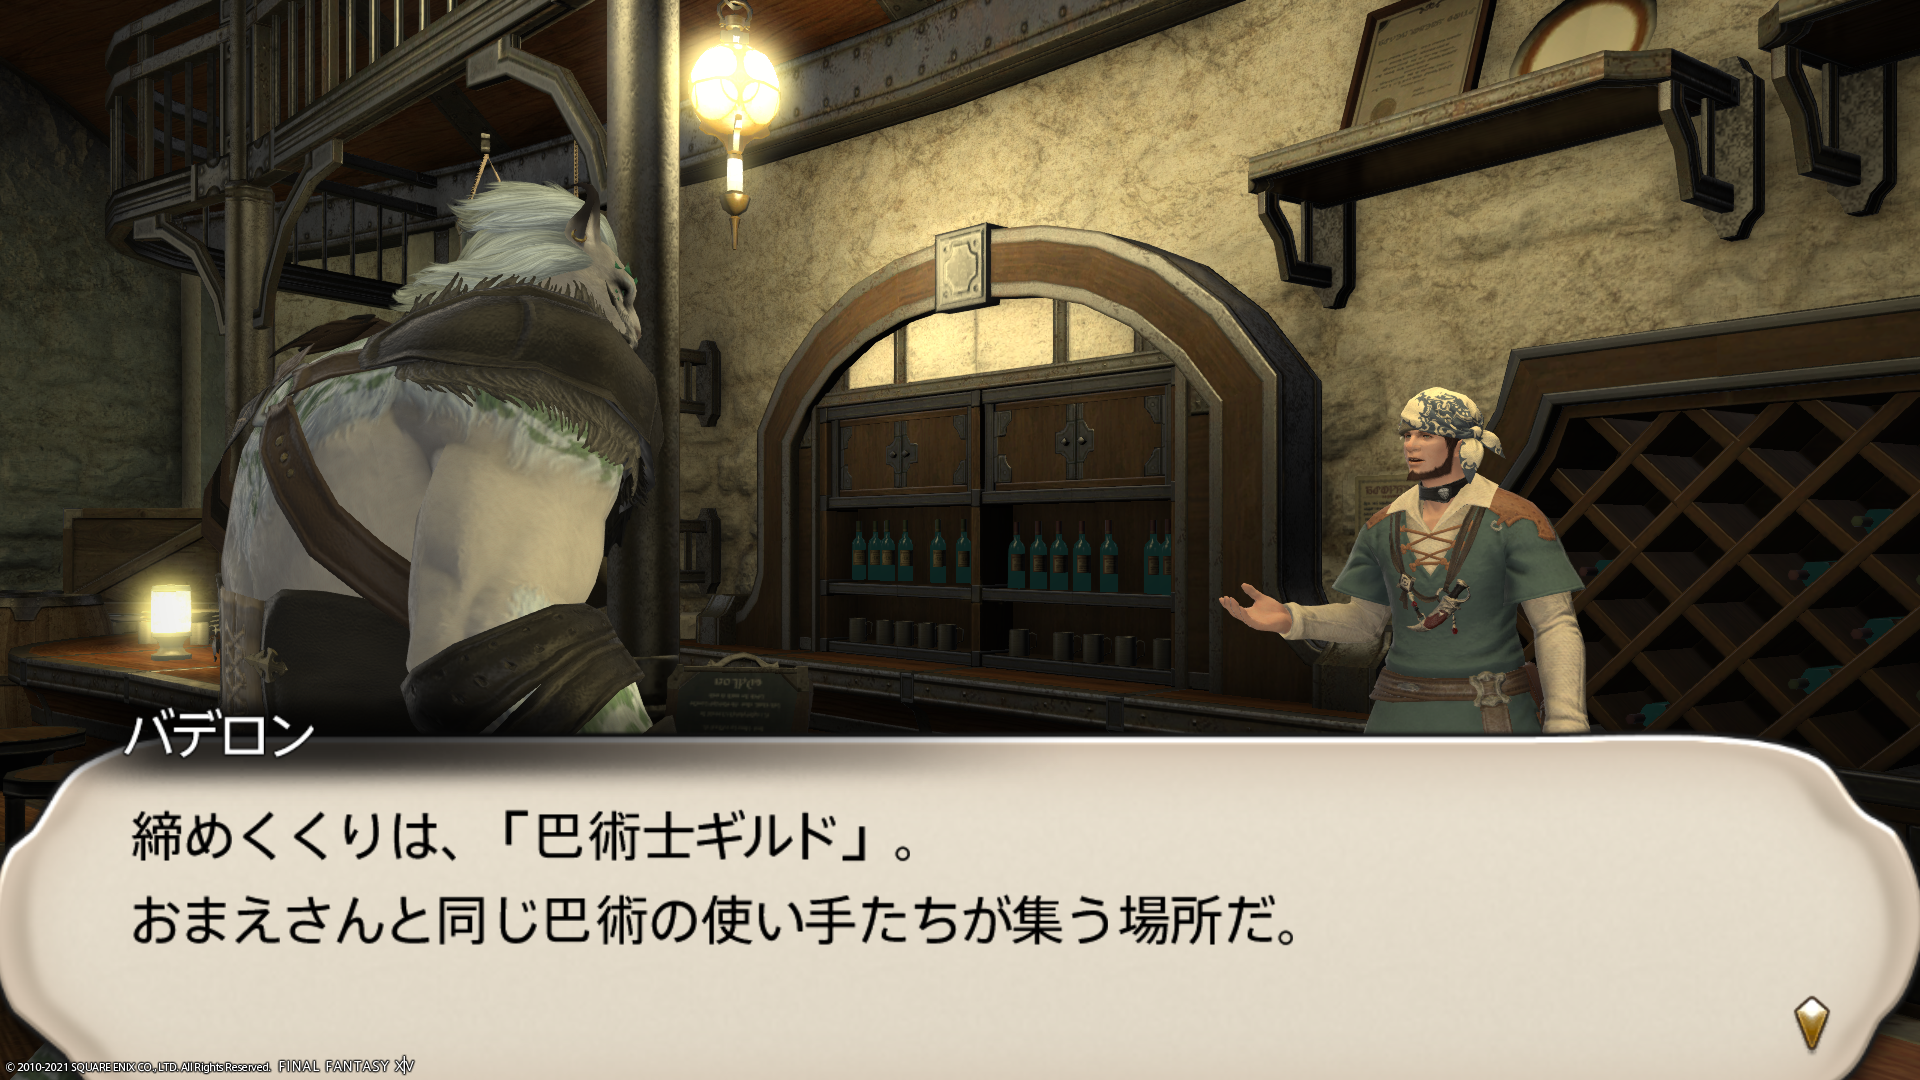 バデロン
締めくくりは、「巴術士ギルド」。
おまえさんと同じ巴術の使い手たちが集う場所だ。
© 2010-2021 SQUARE ENIX CO., LTD. All Rights Reserved. FINAL FANTASY XIV